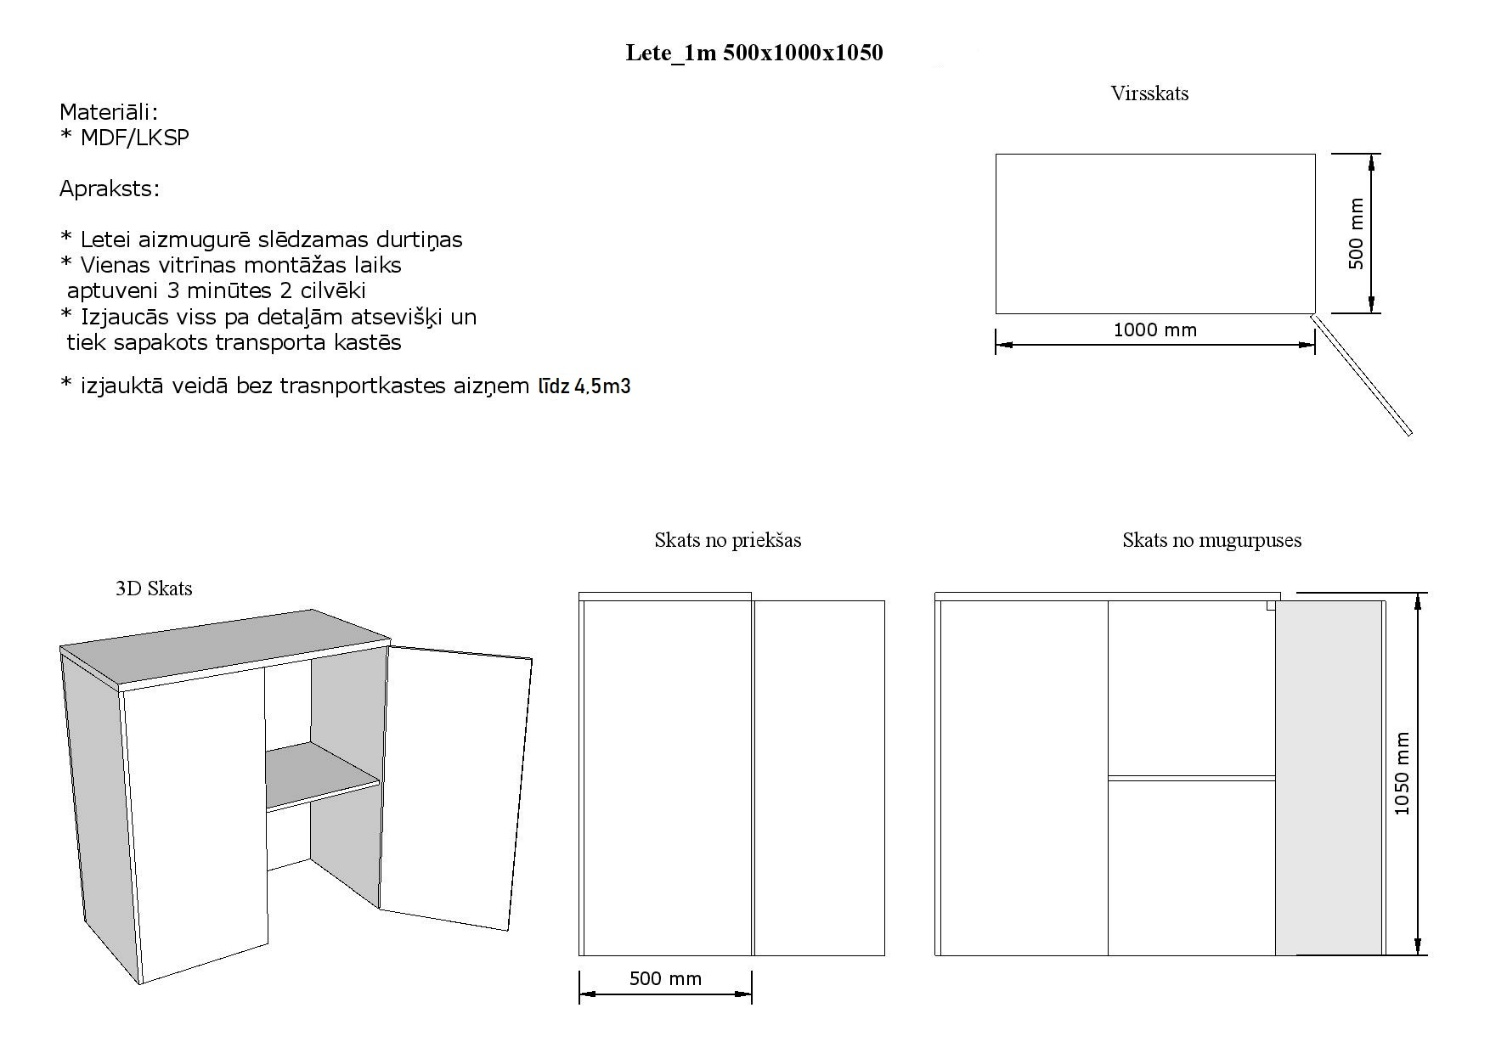 Lete_1m 500x1000x1050
Materiāli:
* MDF/LKSP
Apraksts:
* Letei aizmugurē slēdzamas durtiņas
* Vienas vitrīnas montāžas laiks
aptuveni 3 minūtes 2 cilvēki
* Izjaucās viss pa detaļām atsevišķi un
tiek sapakots transporta kastēs
* izjauktā veidā bez trasnportkastes aizņem līdz 4,5m3
Virsskats
500 mm
1000 mm
3D Skats
Skats no priekšas
500 mm
Skats no mugurpuses
1050 mm